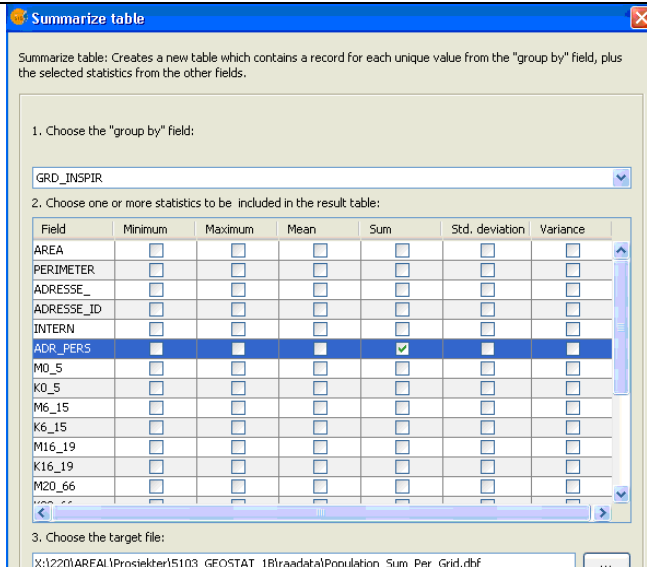 Summarize table
Summarize table: Creates a new table which contains a record for each unique value from the "group by" field, plus
the selected statistics from the other fields.
1. Choose the "group by" field:
GRD_INSPIR
2. Choose one or more statistics to be included in the result table:
Field Minimum Maximum Mean Sum Std. deviation Variance
AREA
PERIMETER
ADRESSE_
ADRESSE_ID
INTERN
ADR_PERS
M0_5
K0_5
M6_15
K6_15
M16_19
K16_19
M20_66
3. Choose the target file:
X:\220\AREAL\Prosjekter\5103_GEOSTAT_1B\raadata\Population_Sum_Per_Grid.dbf
...